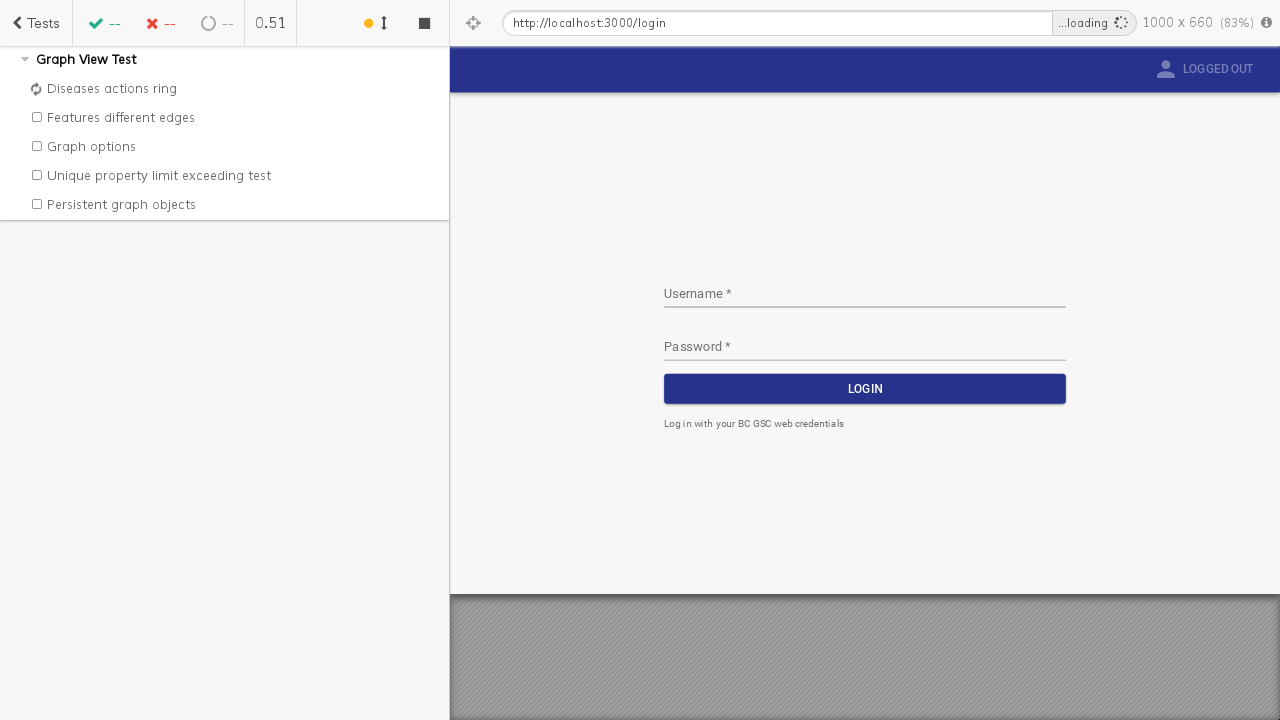 Tests -- -- -- 0.51
http://localhost:3000/login ...loading 1000 x 660 (83%)
Graph View Test
Diseases actions ring
Features different edges
Graph options
Unique property limit exceeding test
Persistent graph objects
LOGGED OUT
Username *
Password *
LOGIN
Log in with your BC GSC web credentials